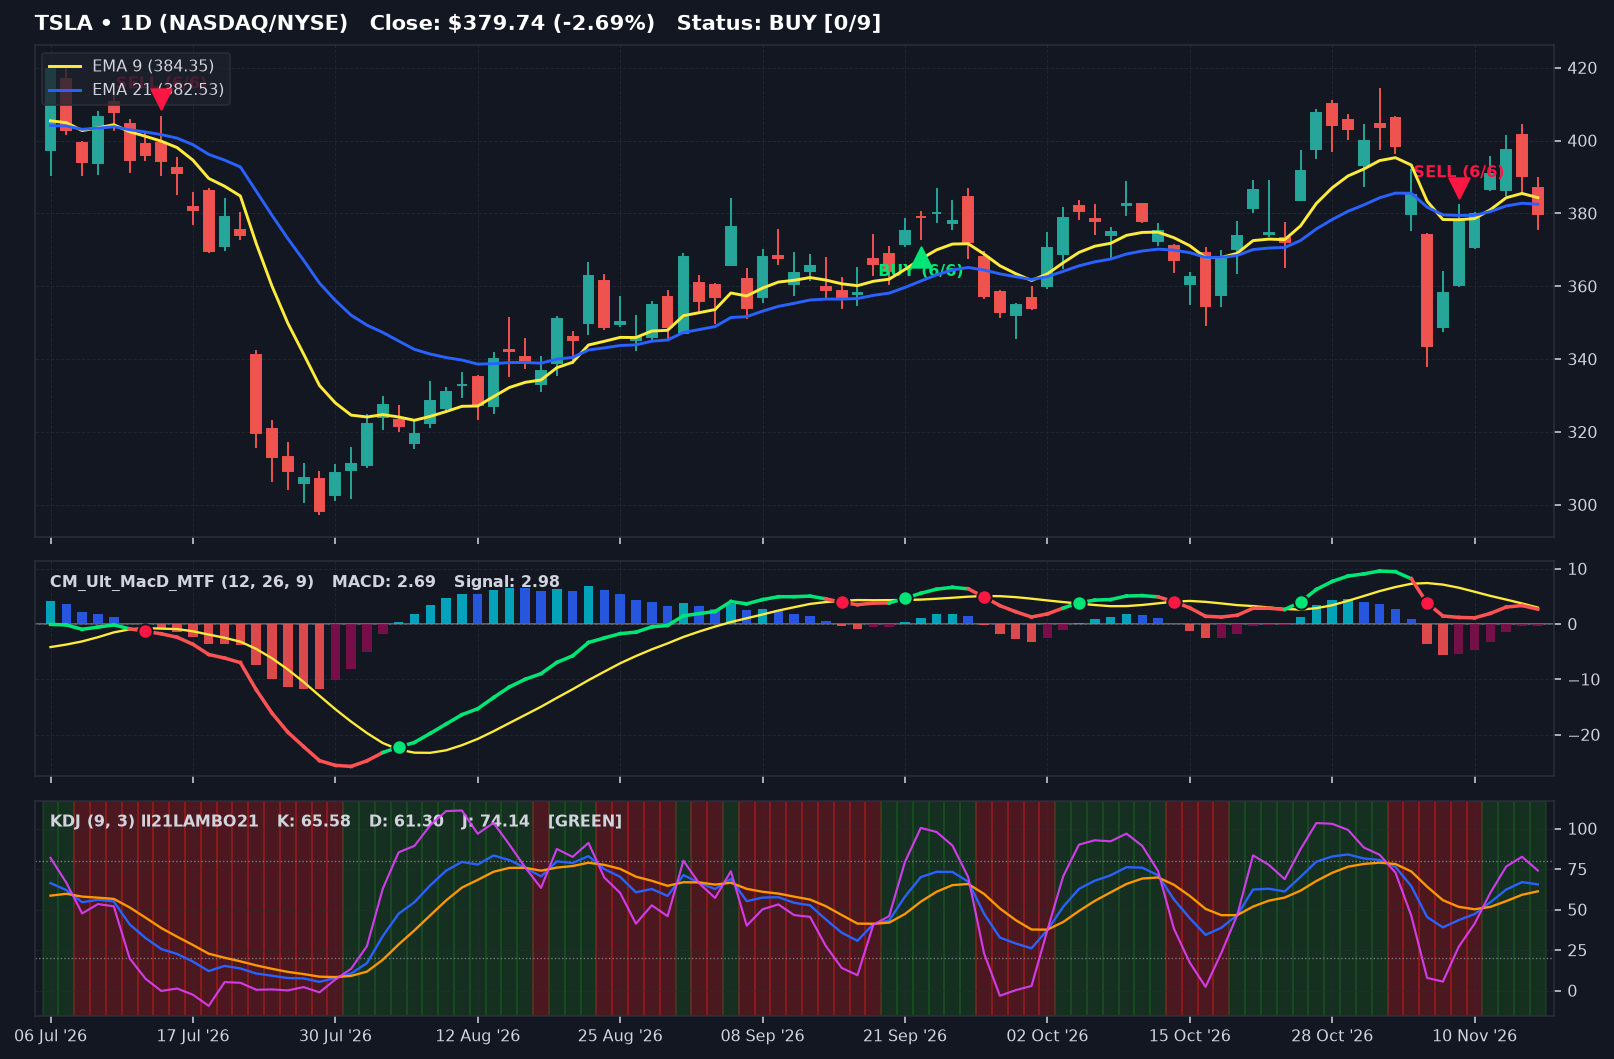 TSLA • 1D (NASDAQ/NYSE)   Close: $379.74 (-2.69%)   Status: BUY [0/9]
EMA 9 (384.35)
EMA 21 (382.53)
SELL (6/6)
BUY (6/6)
SELL (6/6)
420
400
380
360
340
320
300
CM_Ult_MacD_MTF (12, 26, 9)   MACD: 2.69   Signal: 2.98
10
0
−10
−20
KDJ (9, 3) II21LAMBO21   K: 65.58   D: 61.30   J: 74.14   [GREEN]
100
75
50
25
0
06 Jul '26
17 Jul '26
30 Jul '26
12 Aug '26
25 Aug '26
08 Sep '26
21 Sep '26
02 Oct '26
15 Oct '26
28 Oct '26
10 Nov '26